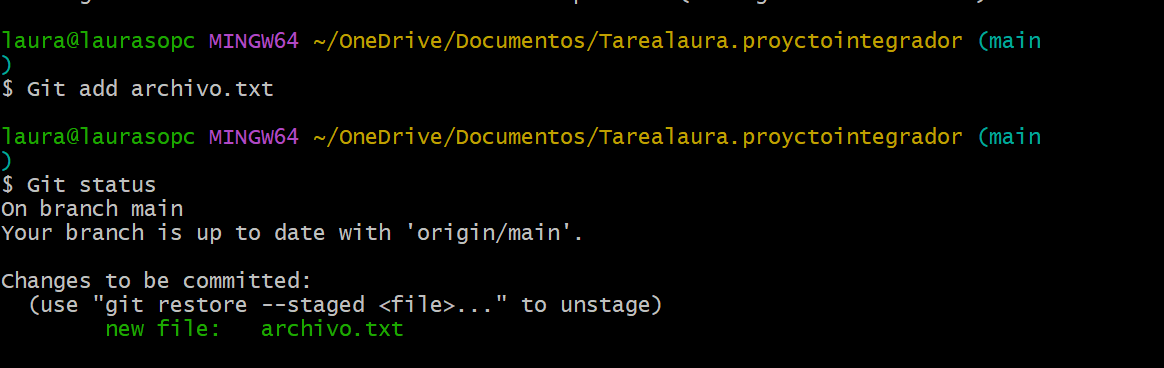 laura@laurasopc MINGW64 ~/OneDrive/Documentos/Tarealaura.proyctointegrador (main
)
$ Git add archivo.txt
laura@laurasopc MINGW64 ~/OneDrive/Documentos/Tarealaura.proyctointegrador (main
)
$ Git status
On branch main
Your branch is up to date with 'origin/main'.
Changes to be committed:
(use "git restore --staged <file>..." to unstage)
new file: archivo.txt